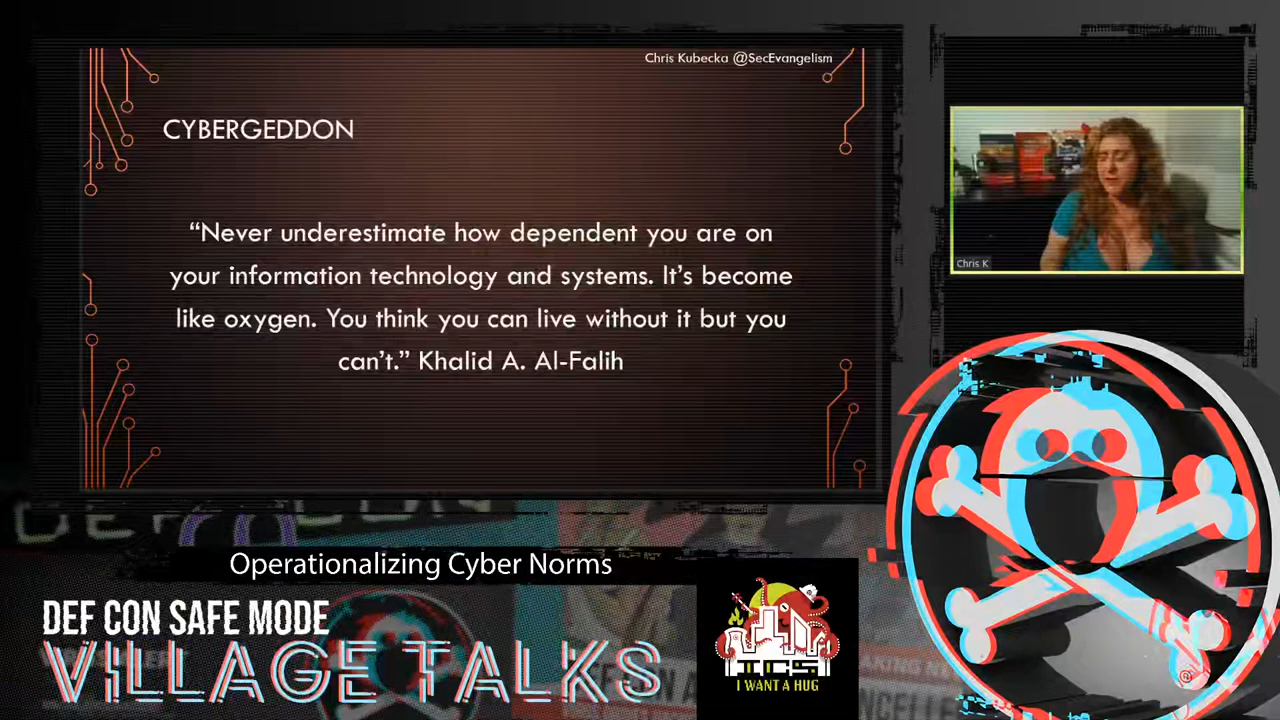 Chris Kubecka @SecEvangelism
CYBERGEDDON
“Never underestimate how dependent you are on
your information technology and systems. It’s become
like oxygen. You think you can live without it but you
can’t.” Khalid A. Al-Falih
Chris K
Operationalizing Cyber Norms
DEF CON SAFE MODE
VILLAGE TALKS
ICS
I WANT A HUG